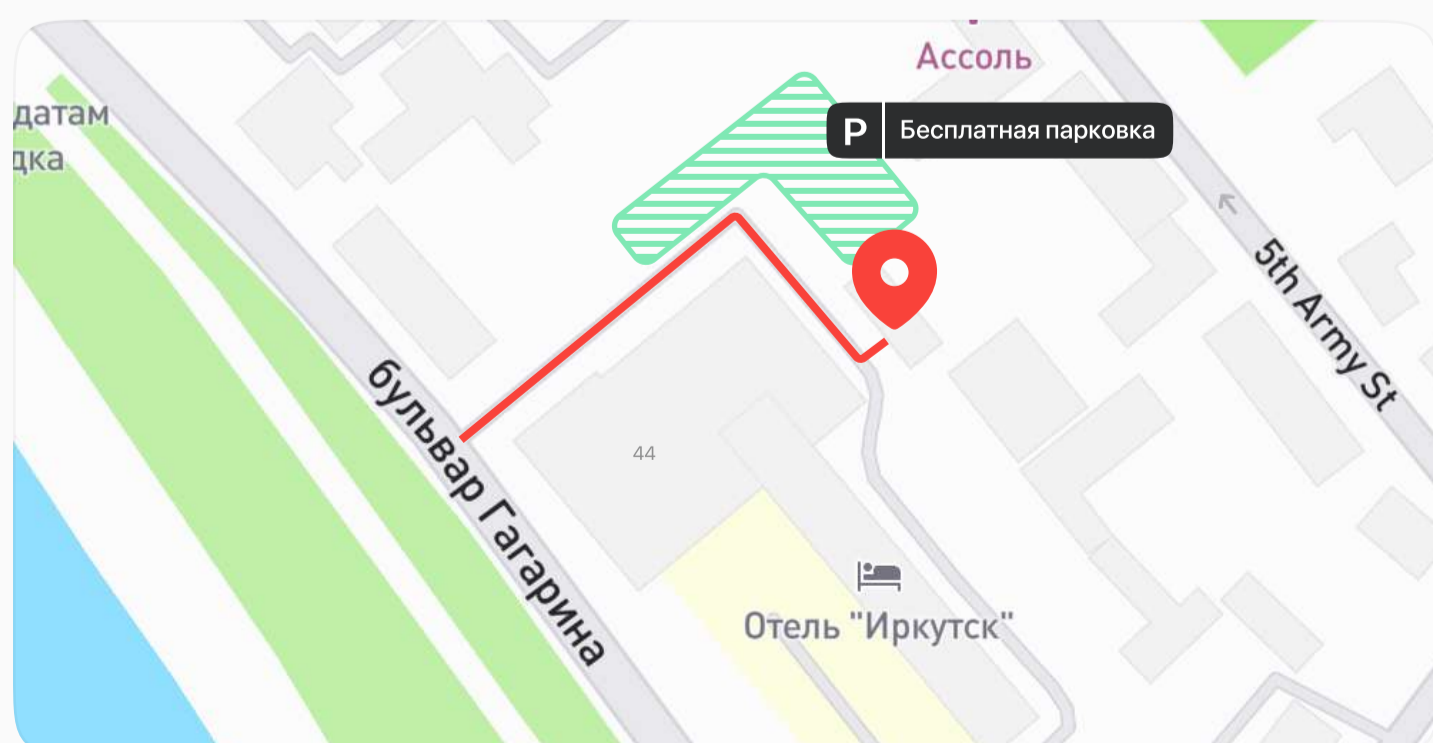 Ассоль
датам
дка
P
Бесплатная парковка
5th Army St
бульвар Гагарина
44
Отель "Иркутск"